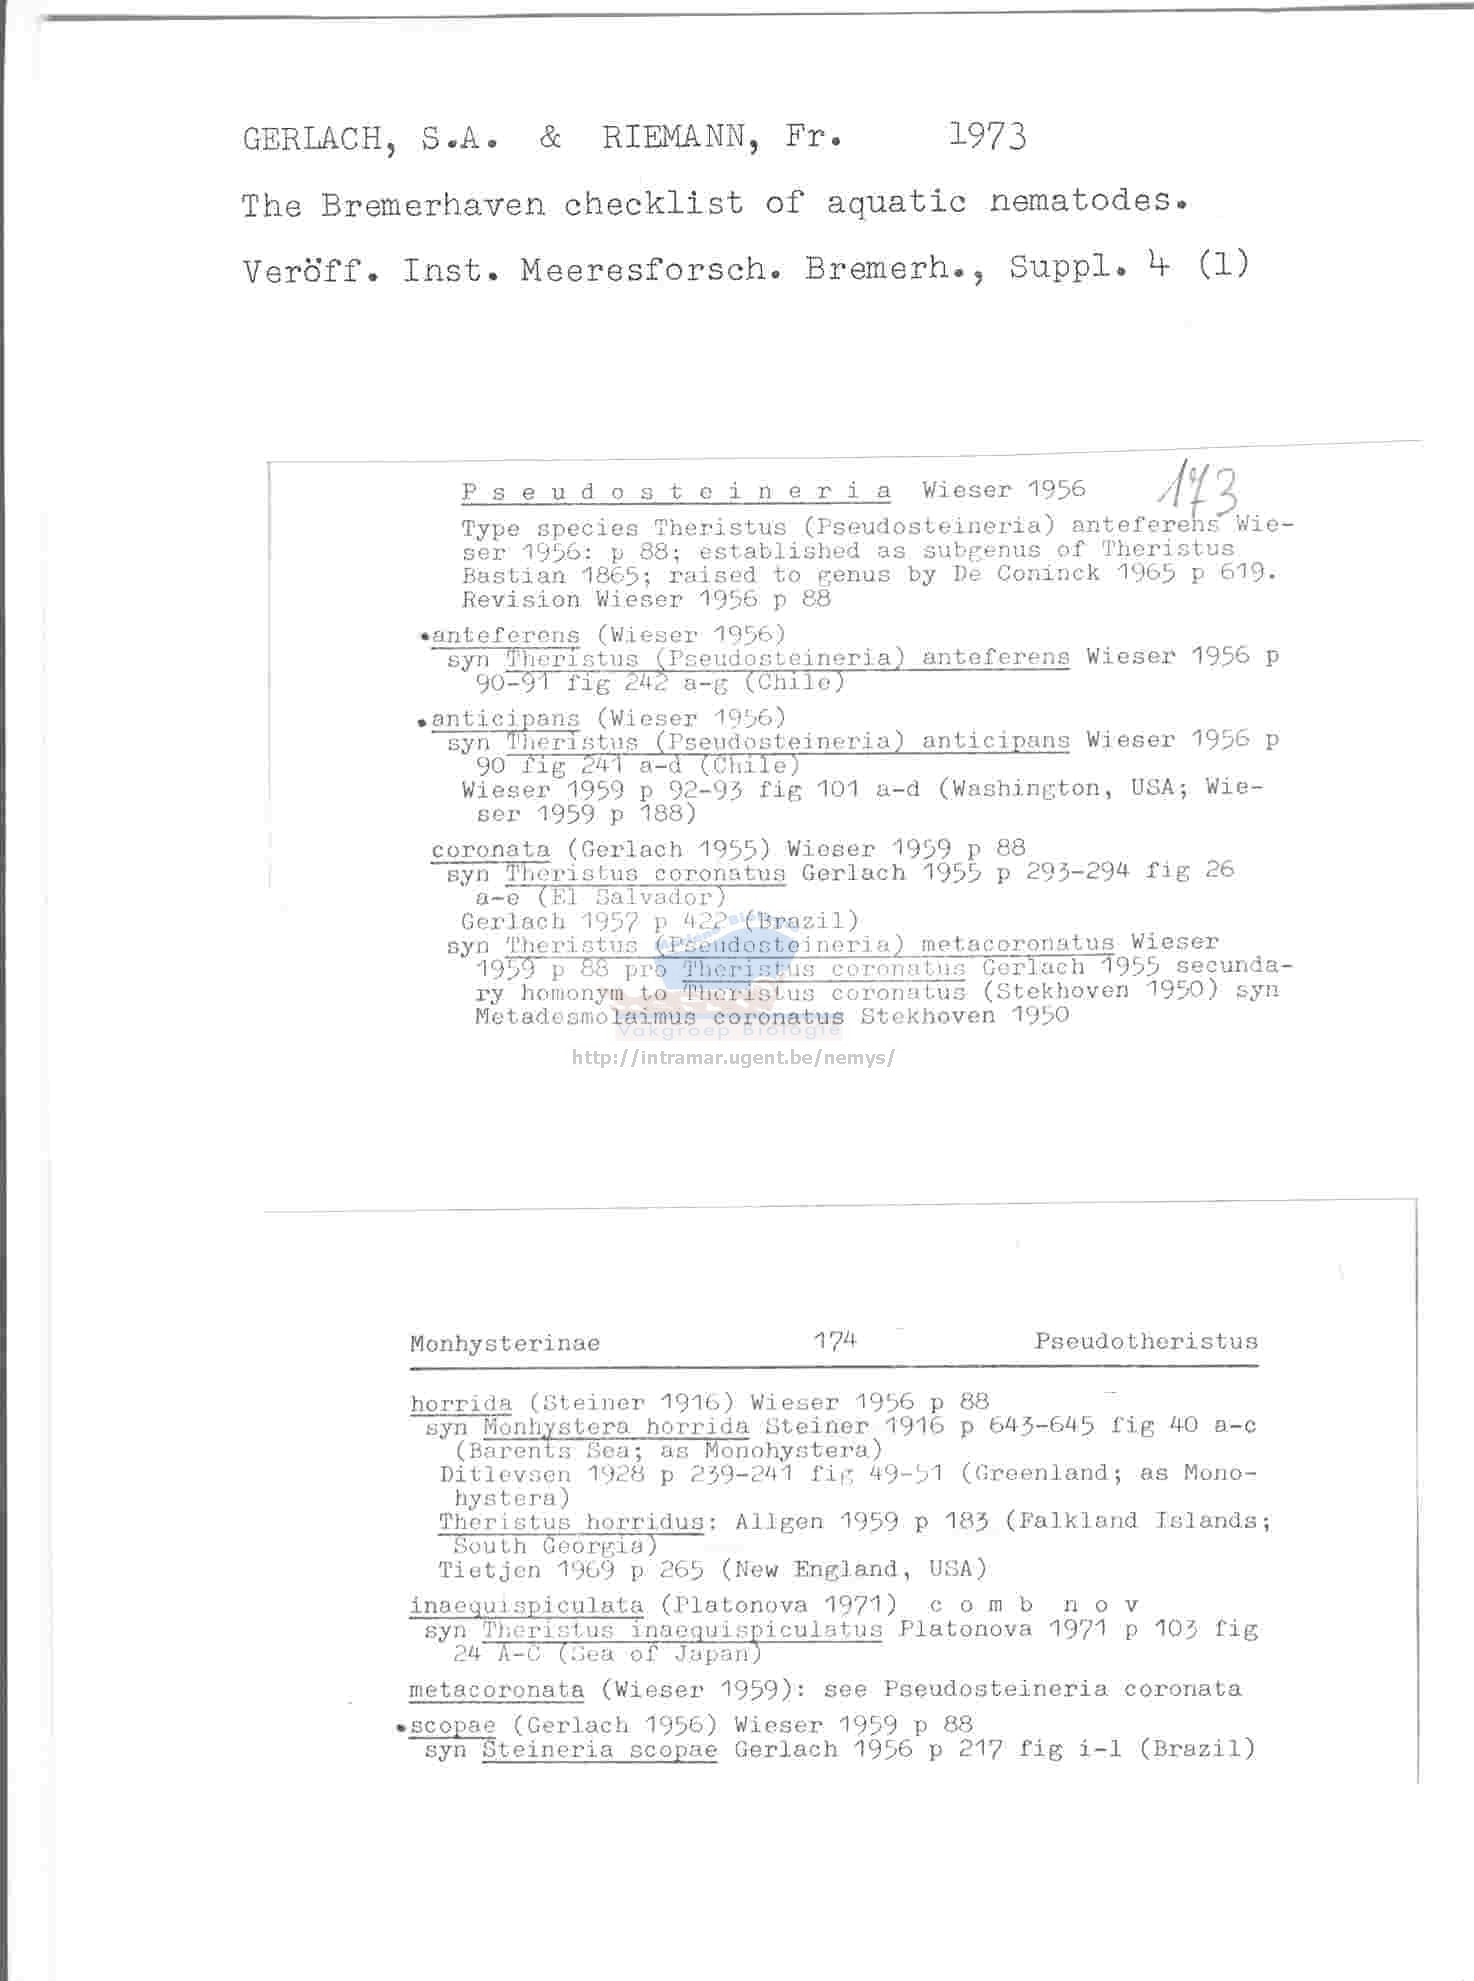 GERLACH, S.A. & RIEMANN, Fr. 1973
The Bremerhaven checklist of aquatic nematodes.
Veröff. Inst. Meeresforsch. Bremerh., Suppl. 4 (1)
173
Pseudosteineria Wieser 1956
Type species Theristus (Pseudosteineria) anteferens Wie-
ser 1956: p 88; established as subgenus of Theristus
Bastian 1865; raised to genus by De Coninck 1965 p 619.
Revision Wieser 1956 p 88
•anteferens (Wieser 1956)
syn Theristus (Pseudosteineria) anteferens Wieser 1956 p
90-91 fig 242 a-g (Chile)
•anticipans (Wieser 1956)
syn Theristus (Pseudosteineria) anticipans Wieser 1956 p
90 fig 241 a-d (Chile)
Wieser 1959 p 92-93 fig 101 a-d (Washington, USA; Wie-
ser 1959 p 188)
coronata (Gerlach 1955) Wieser 1959 p 88
syn Theristus coronatus Gerlach 1955 p 293-294 fig 26
a-e (El Salvador)
Gerlach 1957 p 422 (Brazil)
syn Theristus (Pseudosteineria) metacoronatus Wieser
1959 p 88 pro Theristus coronatus Gerlach 1955 secunda-
ry homonym to Theristus coronatus (Stekhoven 1950) syn
Metadesmolaimus coronatus Stekhoven 1950
Vakgroep Biologie
http://intramar.ugent.be/nemys/
Monhysterinae 174 Pseudotheristus
horrida (Steiner 1916) Wieser 1956 p 88
syn Monhystera horrida Steiner 1916 p 643-645 fig 40 a-c
(Barents Sea; as Monohystera)
Ditlevsen 1928 p 239-241 fig 49-51 (Greenland; as Mono-
hystera)
Theristus horridus: Allgen 1959 p 183 (Falkland Islands;
South Georgia)
Tietjen 1969 p 265 (New England, USA)
inaequispiculata (Platonova 1971) comb nov
syn Theristus inaequispiculatus Platonova 1971 p 103 fig
24 A-C (Sea of Japan)
metacoronata (Wieser 1959): see Pseudosteineria coronata
•scopae (Gerlach 1956) Wieser 1959 p 88
syn Steineria scopae Gerlach 1956 p 217 fig i-l (Brazil)